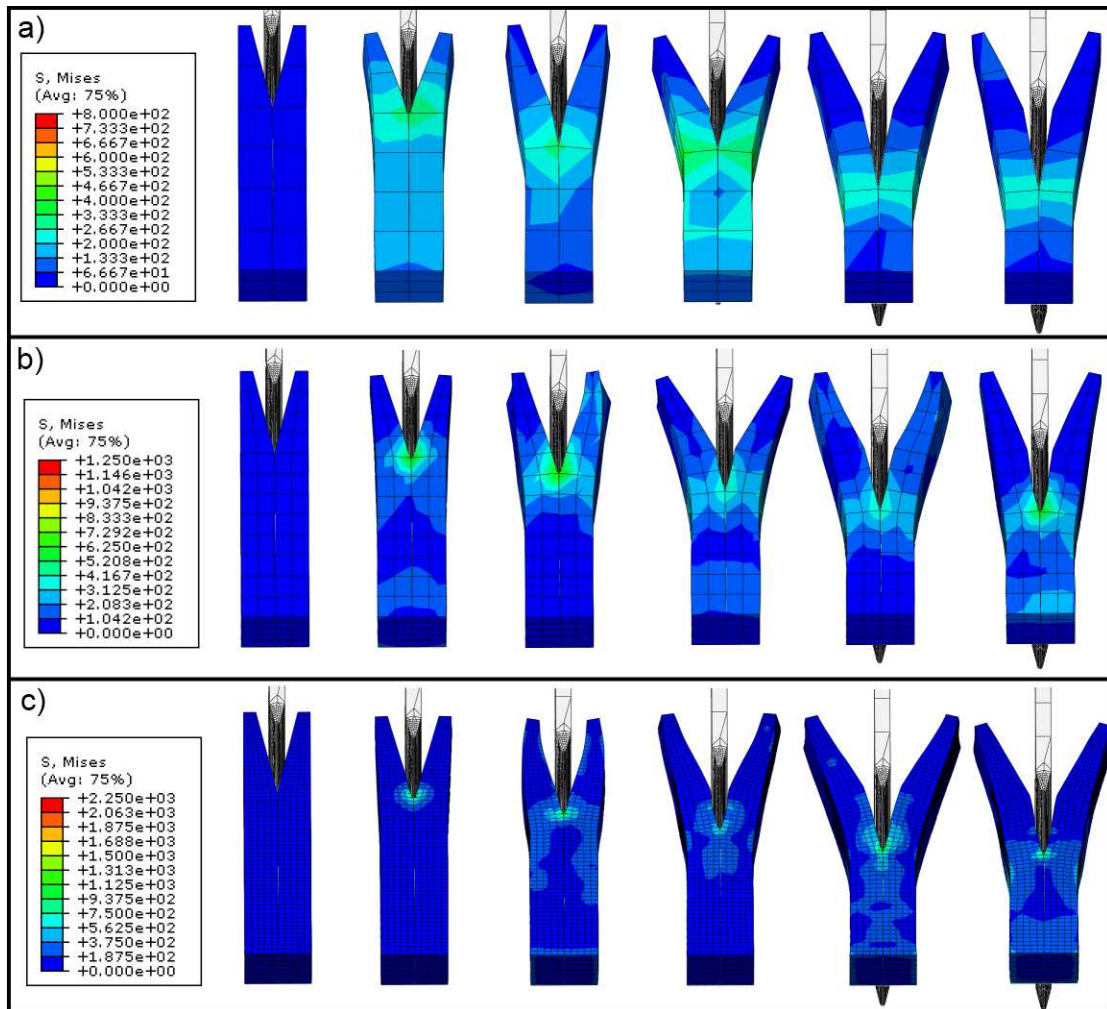 a)
S, Mises
(Avg: 75%)
+8.000e+02
+7.333e+02
+6.667e+02
+6.000e+02
+5.333e+02
+4.667e+02
+4.000e+02
+3.333e+02
+2.667e+02
+2.000e+02
+1.333e+02
+6.667e+01
+0.000e+00
b)
S, Mises
(Avg: 75%)
+1.250e+03
+1.146e+03
+1.042e+03
+9.375e+02
+8.333e+02
+7.292e+02
+6.250e+02
+5.208e+02
+4.167e+02
+3.125e+02
+2.083e+02
+1.042e+02
+0.000e+00
c)
S, Mises
(Avg: 75%)
+2.250e+03
+2.063e+03
+1.875e+03
+1.688e+03
+1.500e+03
+1.313e+03
+1.125e+03
+9.375e+02
+7.500e+02
+5.625e+02
+3.750e+02
+1.875e+02
+0.000e+00